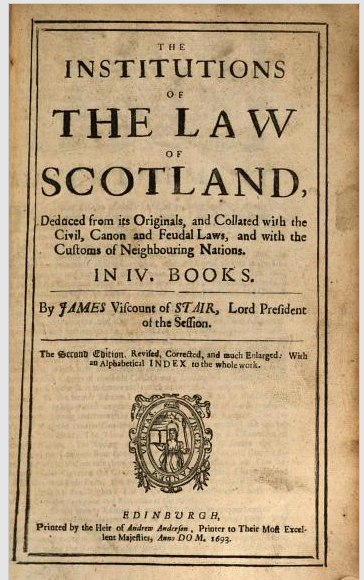 THE
INSTITUTIONS
OF
THE LAW
OF
SCOTLAND,
Deduced from its Originals, and Collated with the
Civil, Canon and Feudal Laws, and with the
Cuſtoms of Neighbouring Nations.
IN IV. BOOKS.
By JAMES Viſcount of STAIR, Lord Preſident
of the Seſſion.
The Second Edition, Reviſed, Corrected, and much Enlarged: With
an Alphabetical INDEX to the whole work.
EDINBURGH,
Printed by the Heir of Andrew Anderſon, Printer to Their Moſt Excel-
lent Majeſties, Anno DOM. 1693.